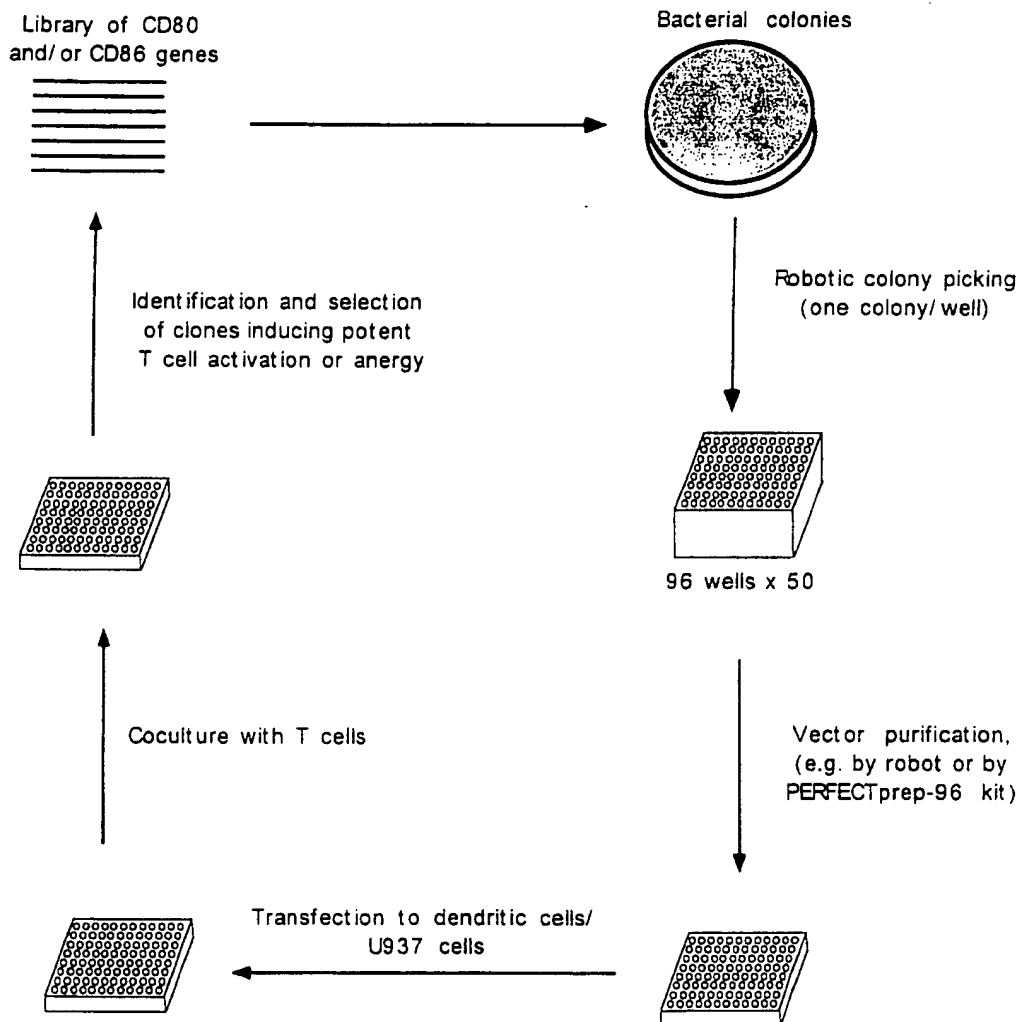 Library of CD80
and/or CD86 genes
Bacterial colonies
Robotic colony picking
(one colony/well)
Identification and selection
of clones inducing potent
T cell activation or anergy
96 wells x 50
Coculture with T cells
Vector purification,
(e.g. by robot or by
PERFECTprep-96 kit)
Transfection to dendritic cells/
U937 cells